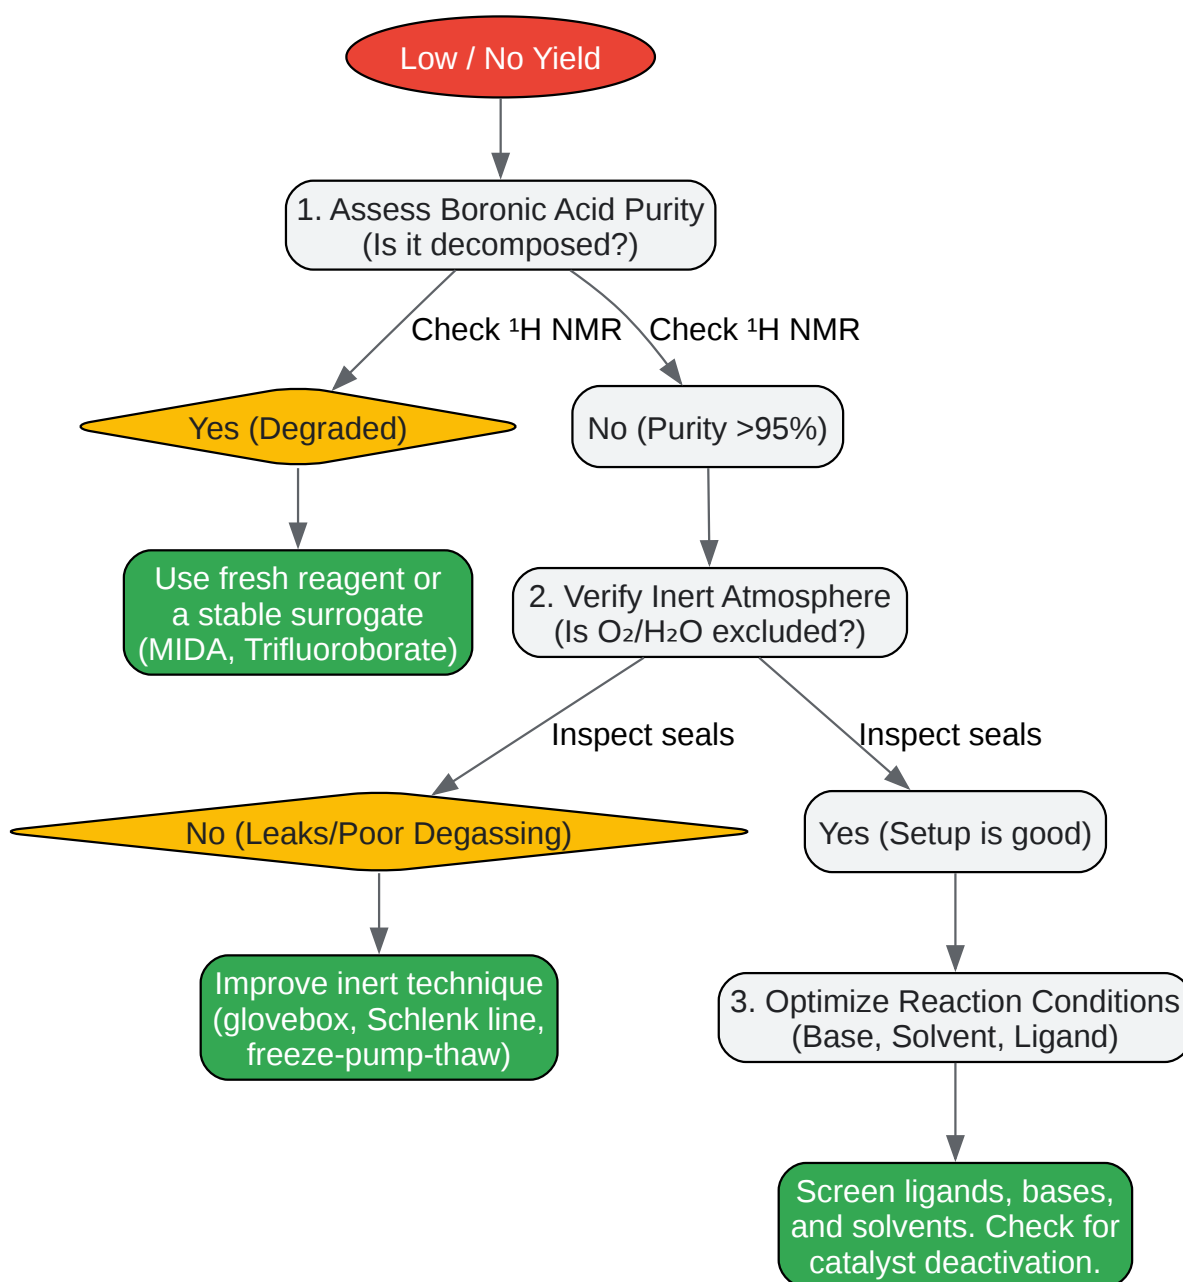 Low / No Yield
1. Assess Boronic Acid Purity
(Is it decomposed?)
Check ¹H NMR
Check ¹H NMR
Yes (Degraded)
No (Purity >95%)
Use fresh reagent or
a stable surrogate
(MIDA, Trifluoroborate)
2. Verify Inert Atmosphere
(Is O₂/H₂O excluded?)
Inspect seals
Inspect seals
No (Leaks/Poor Degassing)
Yes (Setup is good)
Improve inert technique
(glovebox, Schlenk line,
freeze-pump-thaw)
3. Optimize Reaction Conditions
(Base, Solvent, Ligand)
Screen ligands, bases,
and solvents. Check for
catalyst deactivation.